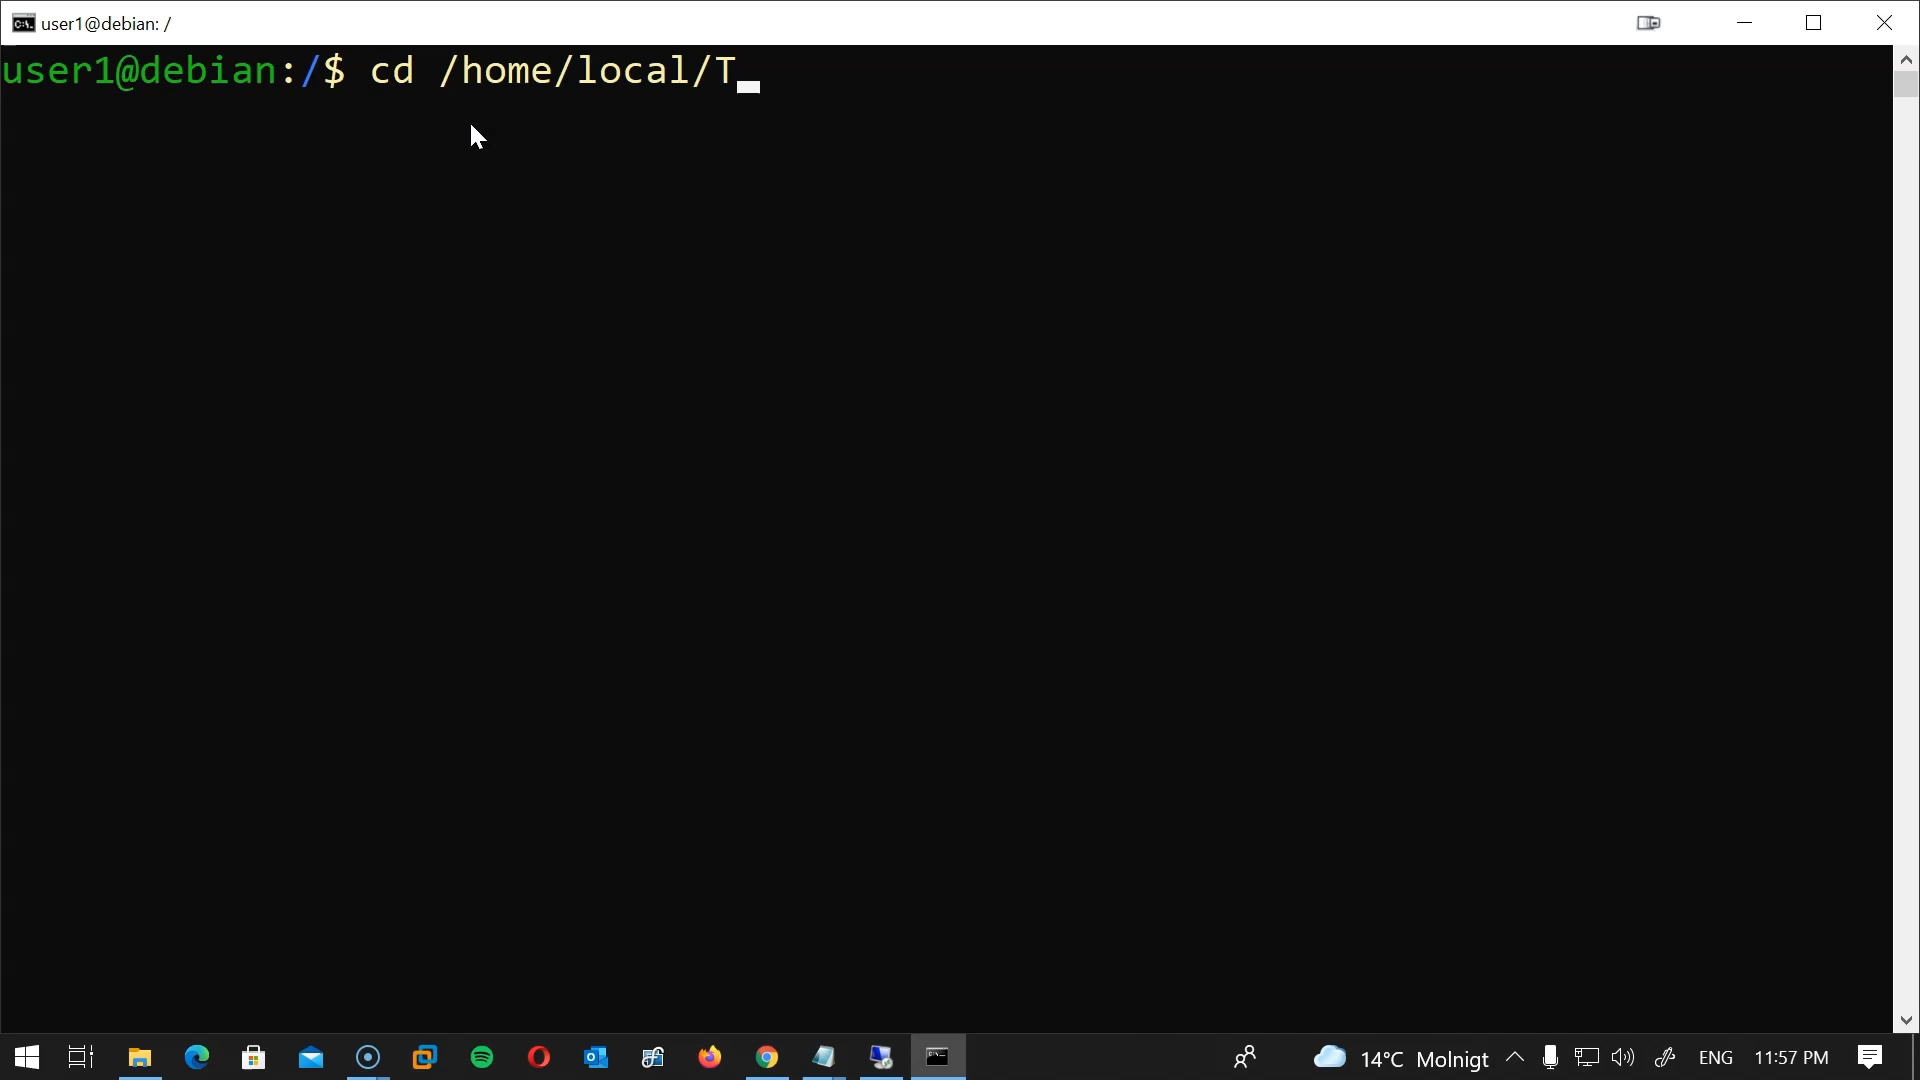 user1@debian: /
user1@debian:/$ cd /home/local/T
14°C Molnigt
ENG
11:57 PM